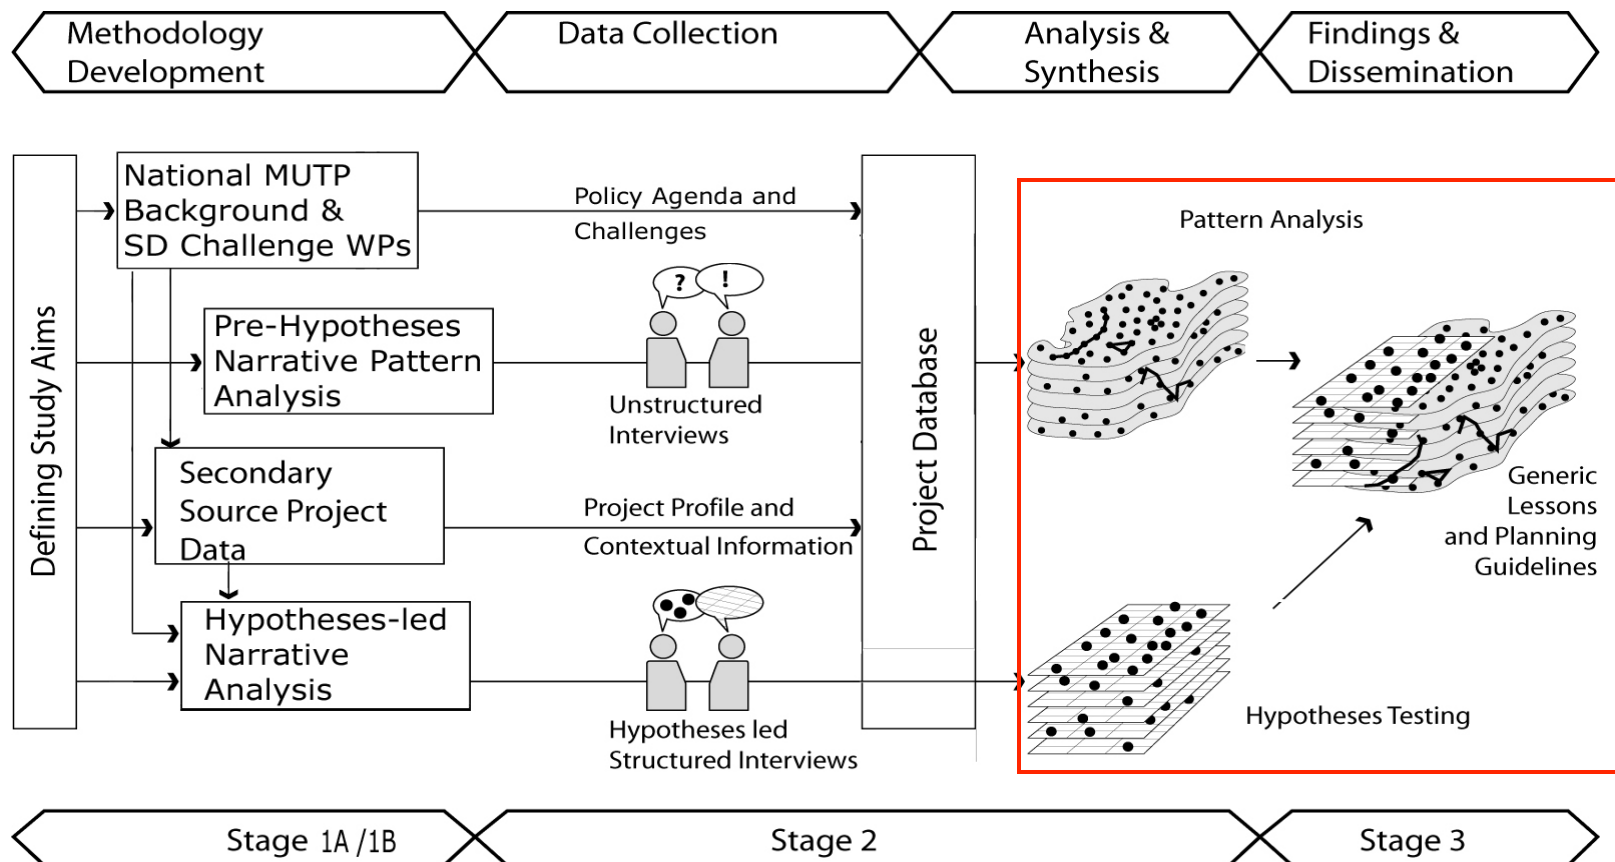 Methodology
Development
Data Collection
Analysis &
Synthesis
Findings &
Dissemination
Defining Study Aims
National MUTP
Background &
SD Challenge WPs
Policy Agenda and
Challenges
Pre-Hypotheses
Narrative Pattern
Analysis
? !
Unstructured
Interviews
Secondary
Source Project
Data
Project Profile and
Contextual Information
Hypotheses-led
Narrative
Analysis
Hypotheses led
Structured Interviews
Project Database
Pattern Analysis
Generic
Lessons
and Planning
Guidelines
Hypotheses Testing
Stage 1A /1B
Stage 2
Stage 3